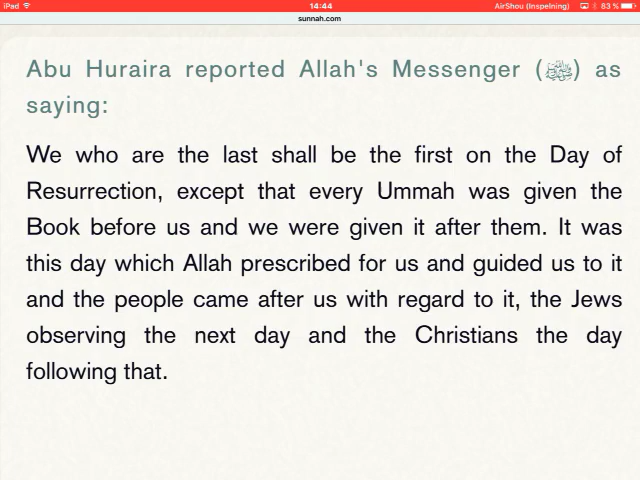 iPad 14:44 AirShou (Inspelning) 83 %
sunnah.com
Abu Huraira reported Allah's Messenger (ﷺ) as
saying:
We who are the last shall be the first on the Day of
Resurrection, except that every Ummah was given the
Book before us and we were given it after them. It was
this day which Allah prescribed for us and guided us to it
and the people came after us with regard to it, the Jews
observing the next day and the Christians the day
following that.